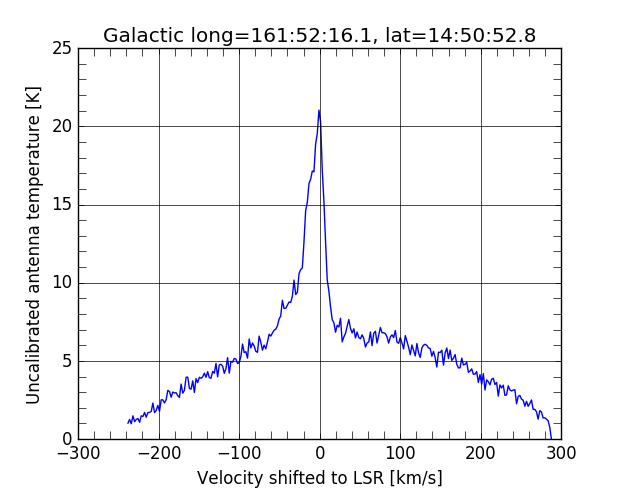 Galactic long=161:52:16.1, lat=14:50:52.8
25
20
15
10
5
0
Uncalibrated antenna temperature [K]
−300 −200 −100 0 100 200 300
Velocity shifted to LSR [km/s]